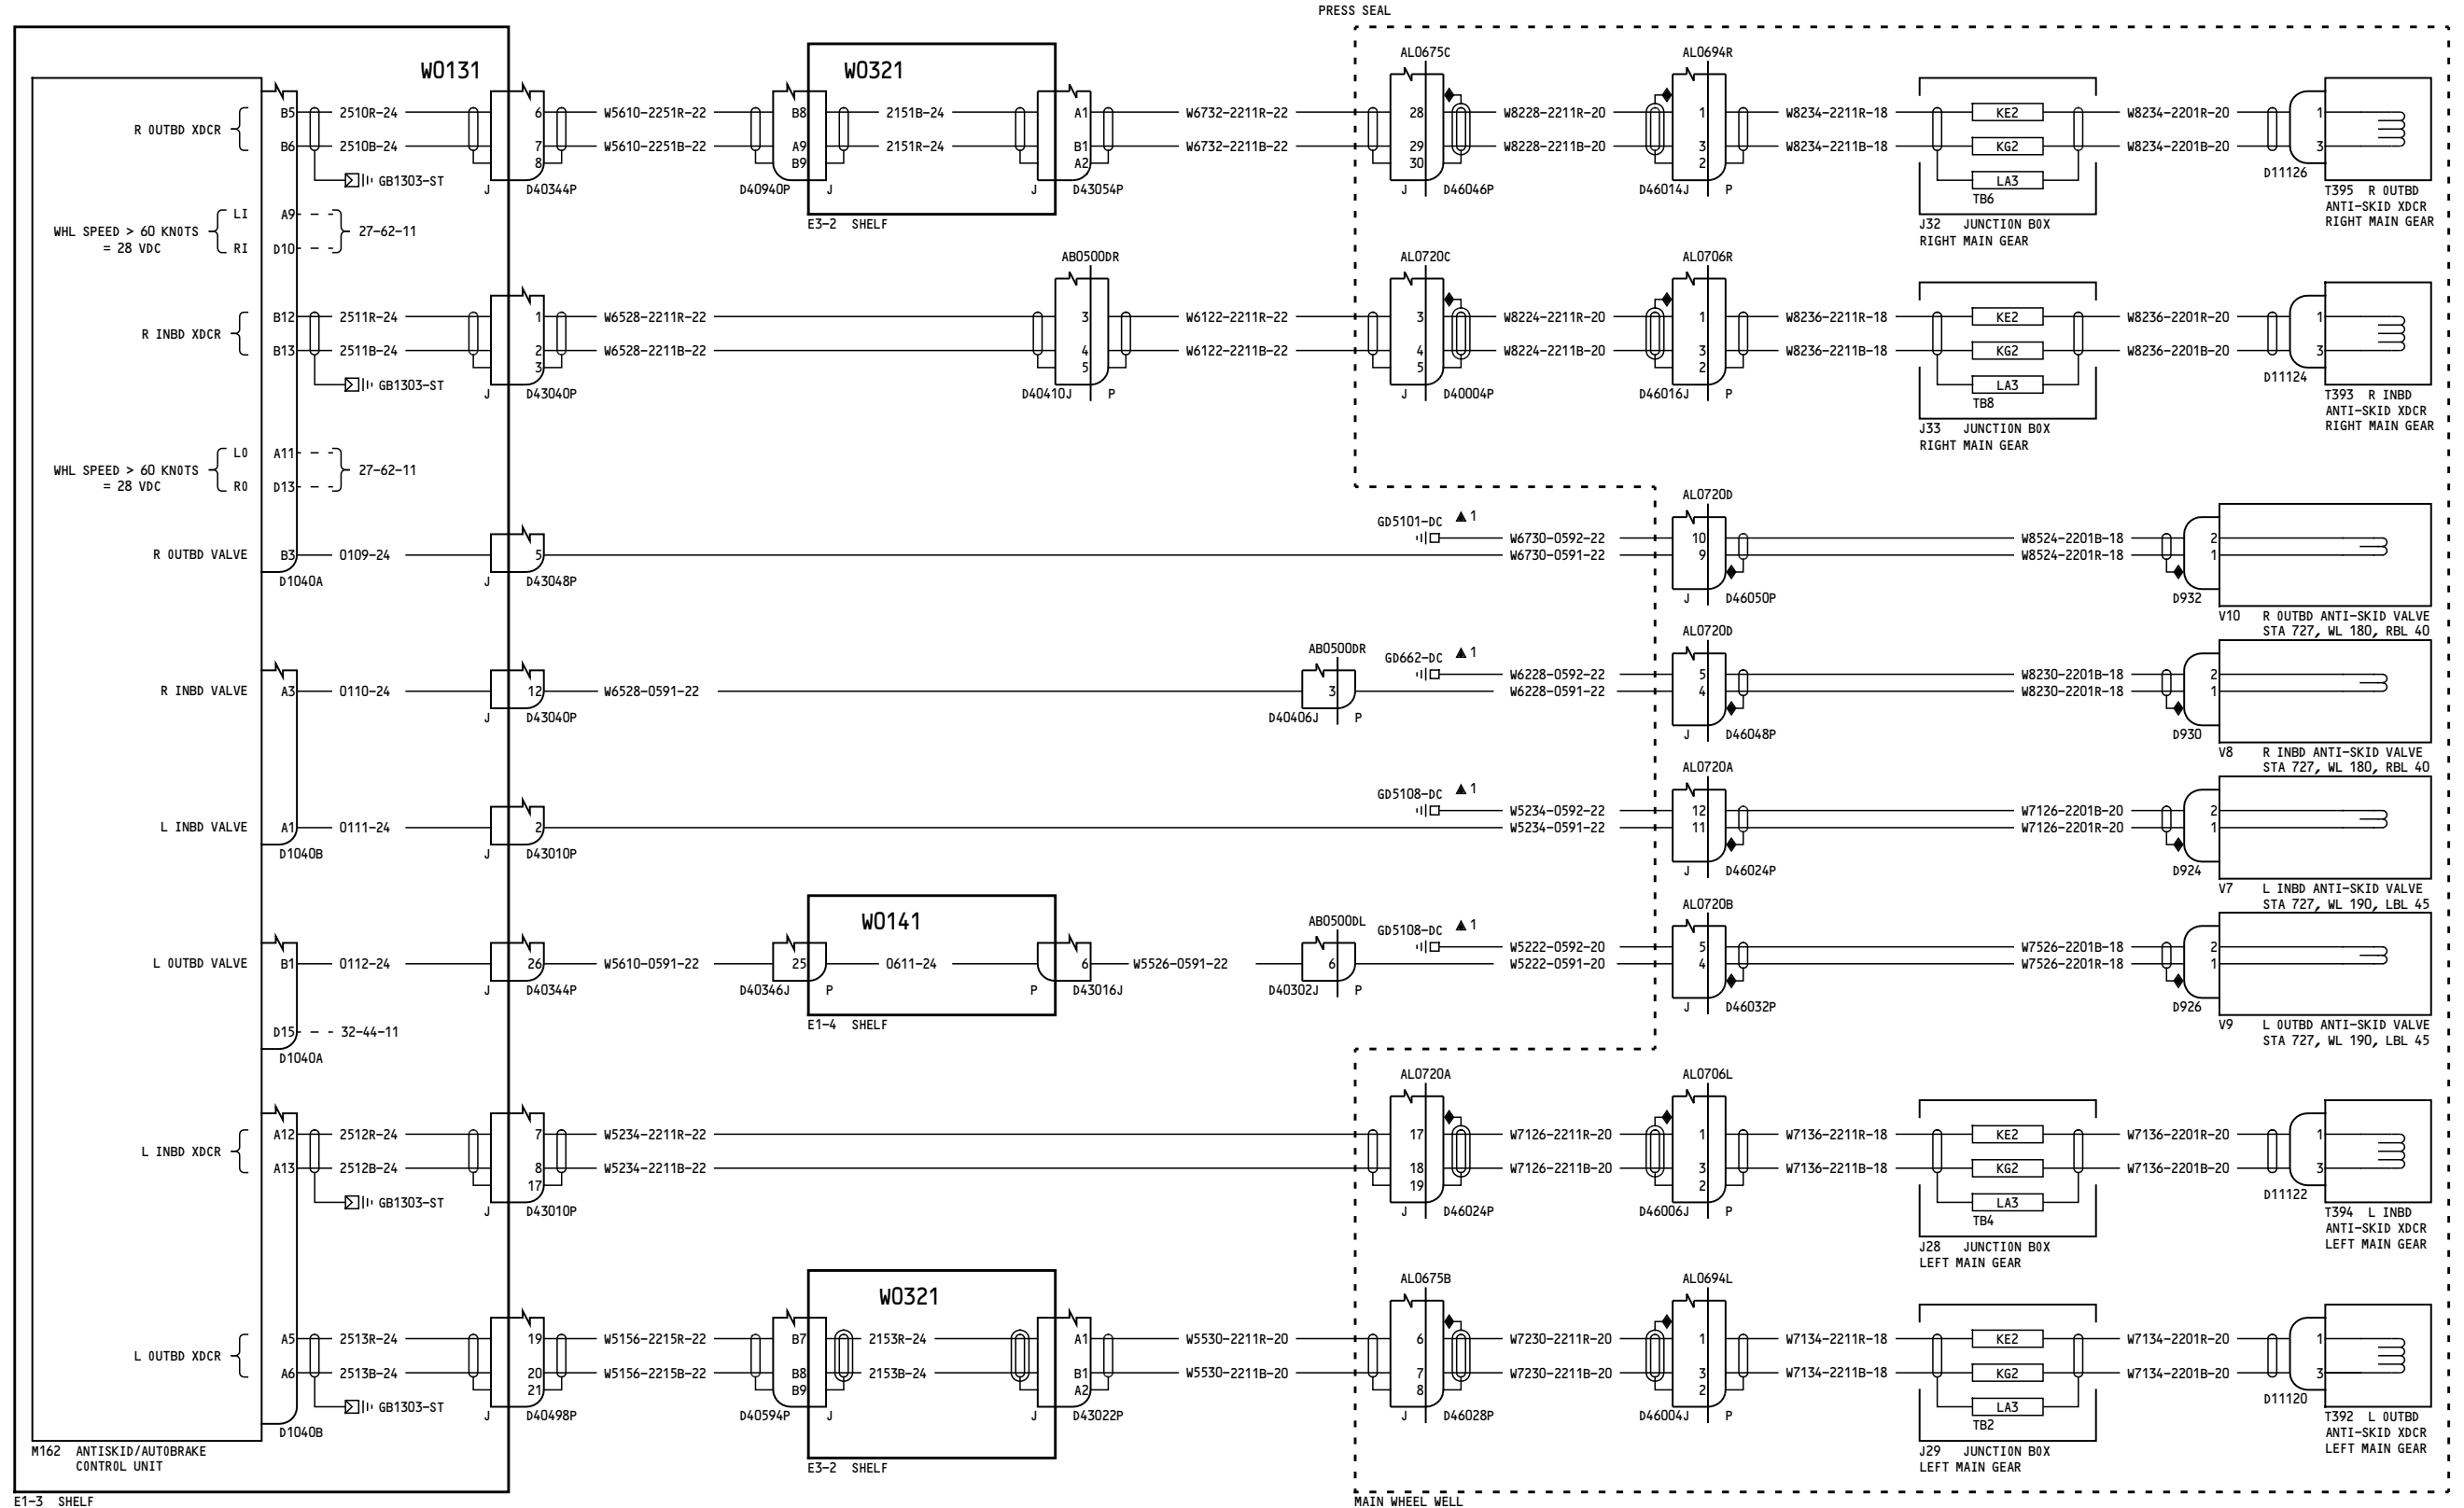 PRESS SEAL
W0131
W0321
AL0675C
AL0694R
R OUTBD XDCR
B5
2510R-24
6
W5610-2251R-22
B8
2151B-24
A1
W6732-2211R-22
28
W8228-2211R-20
1
W8234-2211R-18
KE2
W8234-2201R-20
1
B6
2510B-24
7
W5610-2251B-22
A9
2151R-24
B1
W6732-2211B-22
29
W8228-2211B-20
3
W8234-2211B-18
KG2
W8234-2201B-20
3
8
B9
A2
30
2
GB1303-ST
LA3
D11126
J
D40344P
D40940P
J
J
D43054P
J
D46046P
D46014J
P
TB6
T395 R OUTBD
ANTI-SKID XDCR
RIGHT MAIN GEAR
E3-2 SHELF
J32 JUNCTION BOX
RIGHT MAIN GEAR
WHL SPEED > 60 KNOTS
= 28 VDC
LI
A9
RI
D10
27-62-11
AB0500DR
AL0720C
AL0706R
R INBD XDCR
B12
2511R-24
1
W6528-2211R-22
3
W6122-2211R-22
3
W8224-2211R-20
1
W8236-2211R-18
KE2
W8236-2201R-20
1
B13
2511B-24
2
W6528-2211B-22
4
W6122-2211B-22
4
W8224-2211B-20
3
W8236-2211B-18
KG2
W8236-2201B-20
3
3
5
5
2
GB1303-ST
LA3
D11124
J
D43040P
D40410J
P
J
D40004P
D46016J
P
TB8
T393 R INBD
ANTI-SKID XDCR
RIGHT MAIN GEAR
J33 JUNCTION BOX
RIGHT MAIN GEAR
WHL SPEED > 60 KNOTS
= 28 VDC
LO
A11
RO
D13
27-62-11
AL0720D
GD5101-DC
1
W6730-0592-22
10
W8524-2201B-18
2
R OUTBD VALVE
B3
0109-24
5
W6730-0591-22
9
W8524-2201R-18
1
D1040A
J
D43048P
J
D46050P
D932
V10 R OUTBD ANTI-SKID VALVE
STA 727, WL 180, RBL 40
AB0500DR
AL0720D
GD662-DC
1
W6228-0592-22
5
W8230-2201B-18
2
R INBD VALVE
A3
0110-24
12
W6528-0591-22
3
W6228-0591-22
4
W8230-2201R-18
1
J
D43040P
D40406J
P
J
D46048P
D930
V8 R INBD ANTI-SKID VALVE
STA 727, WL 180, RBL 40
AL0720A
GD5108-DC
1
W5234-0592-22
12
W7126-2201B-20
2
L INBD VALVE
A1
0111-24
2
W5234-0591-22
11
W7126-2201R-20
1
D1040B
J
D43010P
J
D46024P
D924
V7 L INBD ANTI-SKID VALVE
STA 727, WL 190, LBL 45
W0141
AB0500DL
AL0720B
GD5108-DC
1
W5222-0592-20
5
W7526-2201B-18
2
L OUTBD VALVE
B1
0112-24
26
W5610-0591-22
25
0611-24
6
W5526-0591-22
6
W5222-0591-20
4
W7526-2201R-18
1
J
D40344P
D40346J
P
P
D43016J
D40302J
P
J
D46032P
D926
E1-4 SHELF
V9 L OUTBD ANTI-SKID VALVE
STA 727, WL 190, LBL 45
D15
32-44-11
D1040A
AL0720A
AL0706L
L INBD XDCR
A12
2512R-24
7
W5234-2211R-22
17
W7126-2211R-20
1
W7136-2211R-18
KE2
W7136-2201R-20
1
A13
2512B-24
8
W5234-2211B-22
18
W7126-2211B-20
3
W7136-2211B-18
KG2
W7136-2201B-20
3
17
19
2
GB1303-ST
LA3
D11122
J
D43010P
J
D46024P
D46006J
P
TB4
T394 L INBD
ANTI-SKID XDCR
LEFT MAIN GEAR
J28 JUNCTION BOX
LEFT MAIN GEAR
W0321
AL0675B
AL0694L
L OUTBD XDCR
A5
2513R-24
19
W5156-2215R-22
B7
2153R-24
A1
W5530-2211R-20
6
W7230-2211R-20
1
W7134-2211R-18
KE2
W7134-2201R-20
1
A6
2513B-24
20
W5156-2215B-22
B8
2153B-24
B1
W5530-2211B-20
7
W7230-2211B-20
3
W7134-2211B-18
KG2
W7134-2201B-20
3
21
B9
A2
8
2
GB1303-ST
LA3
D11120
D1040B
J
D40498P
D40594P
J
J
D43022P
J
D46028P
D46004J
P
TB2
T392 L OUTBD
ANTI-SKID XDCR
LEFT MAIN GEAR
M162 ANTISKID/AUTOBRAKE
CONTROL UNIT
E3-2 SHELF
J29 JUNCTION BOX
LEFT MAIN GEAR
E1-3 SHELF
MAIN WHEEL WELL